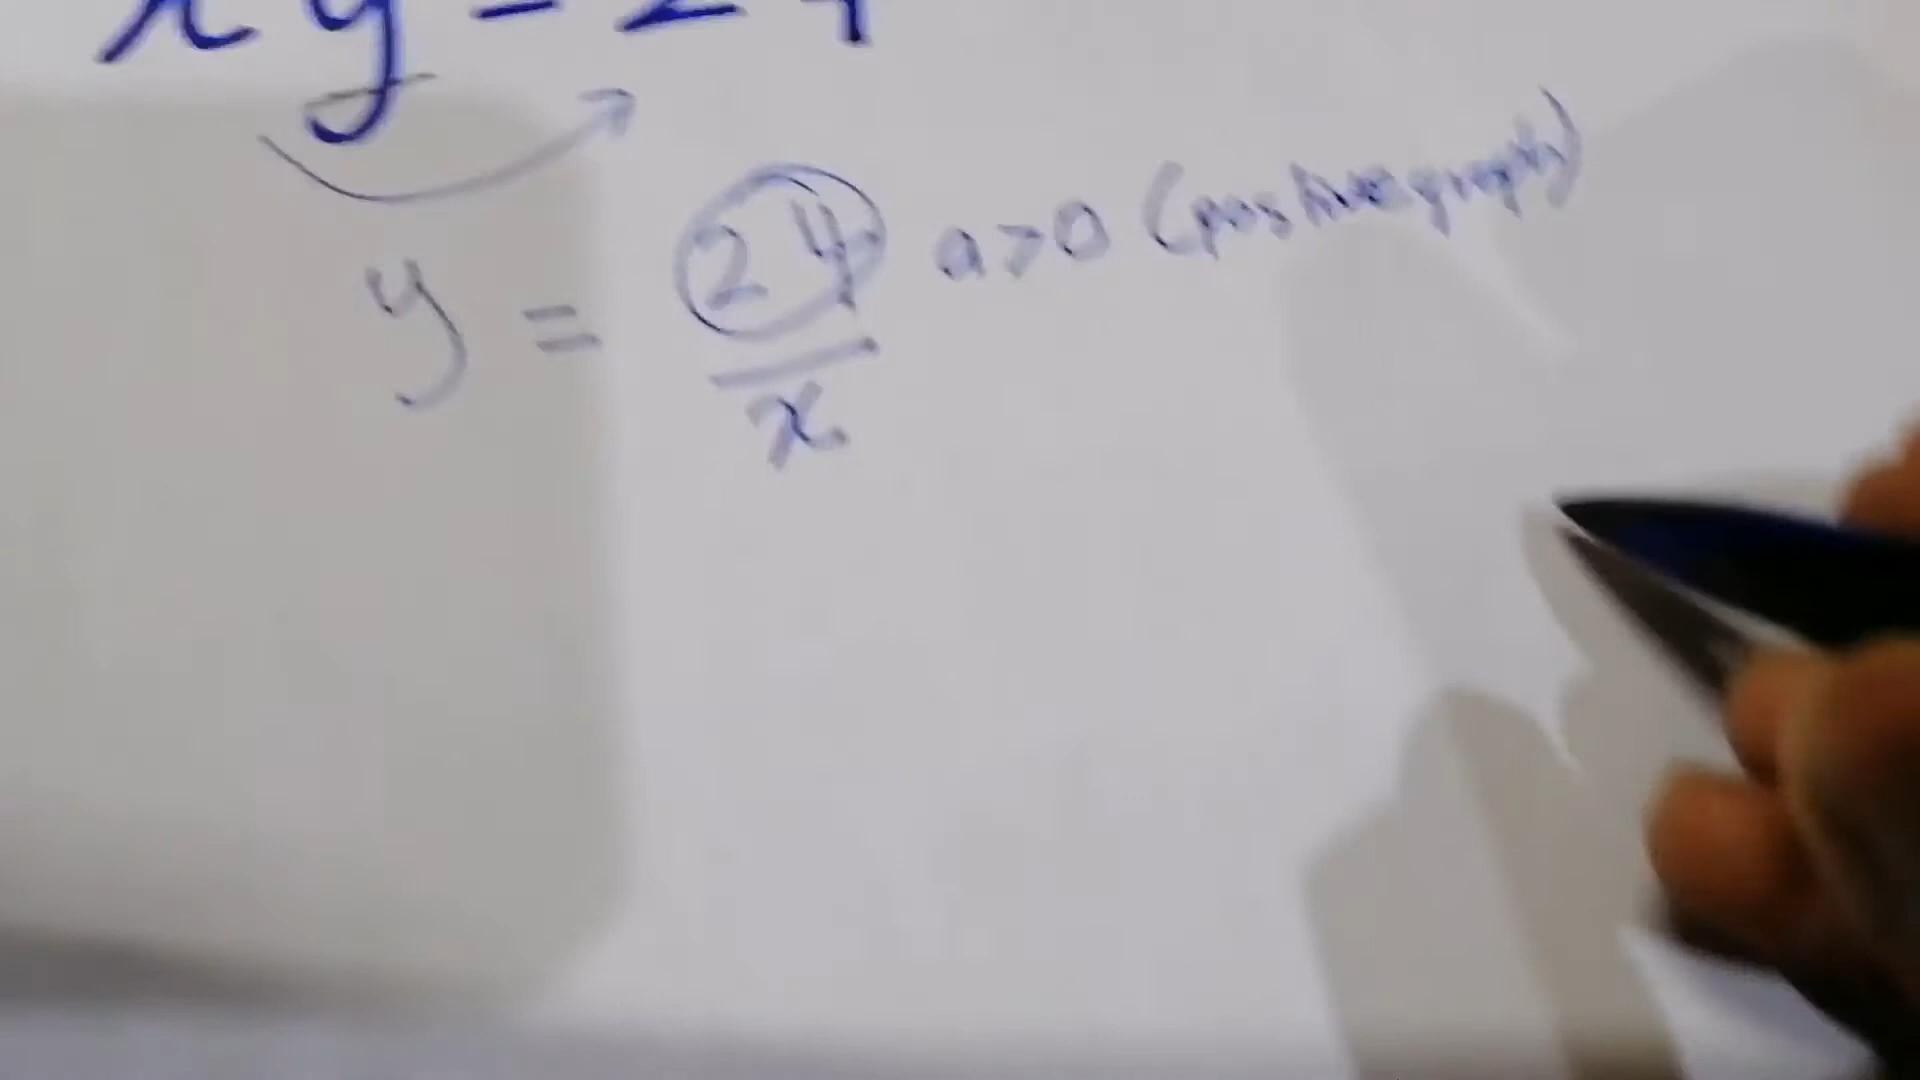 xy = 24
y = 24/x a>0 (positive graph)